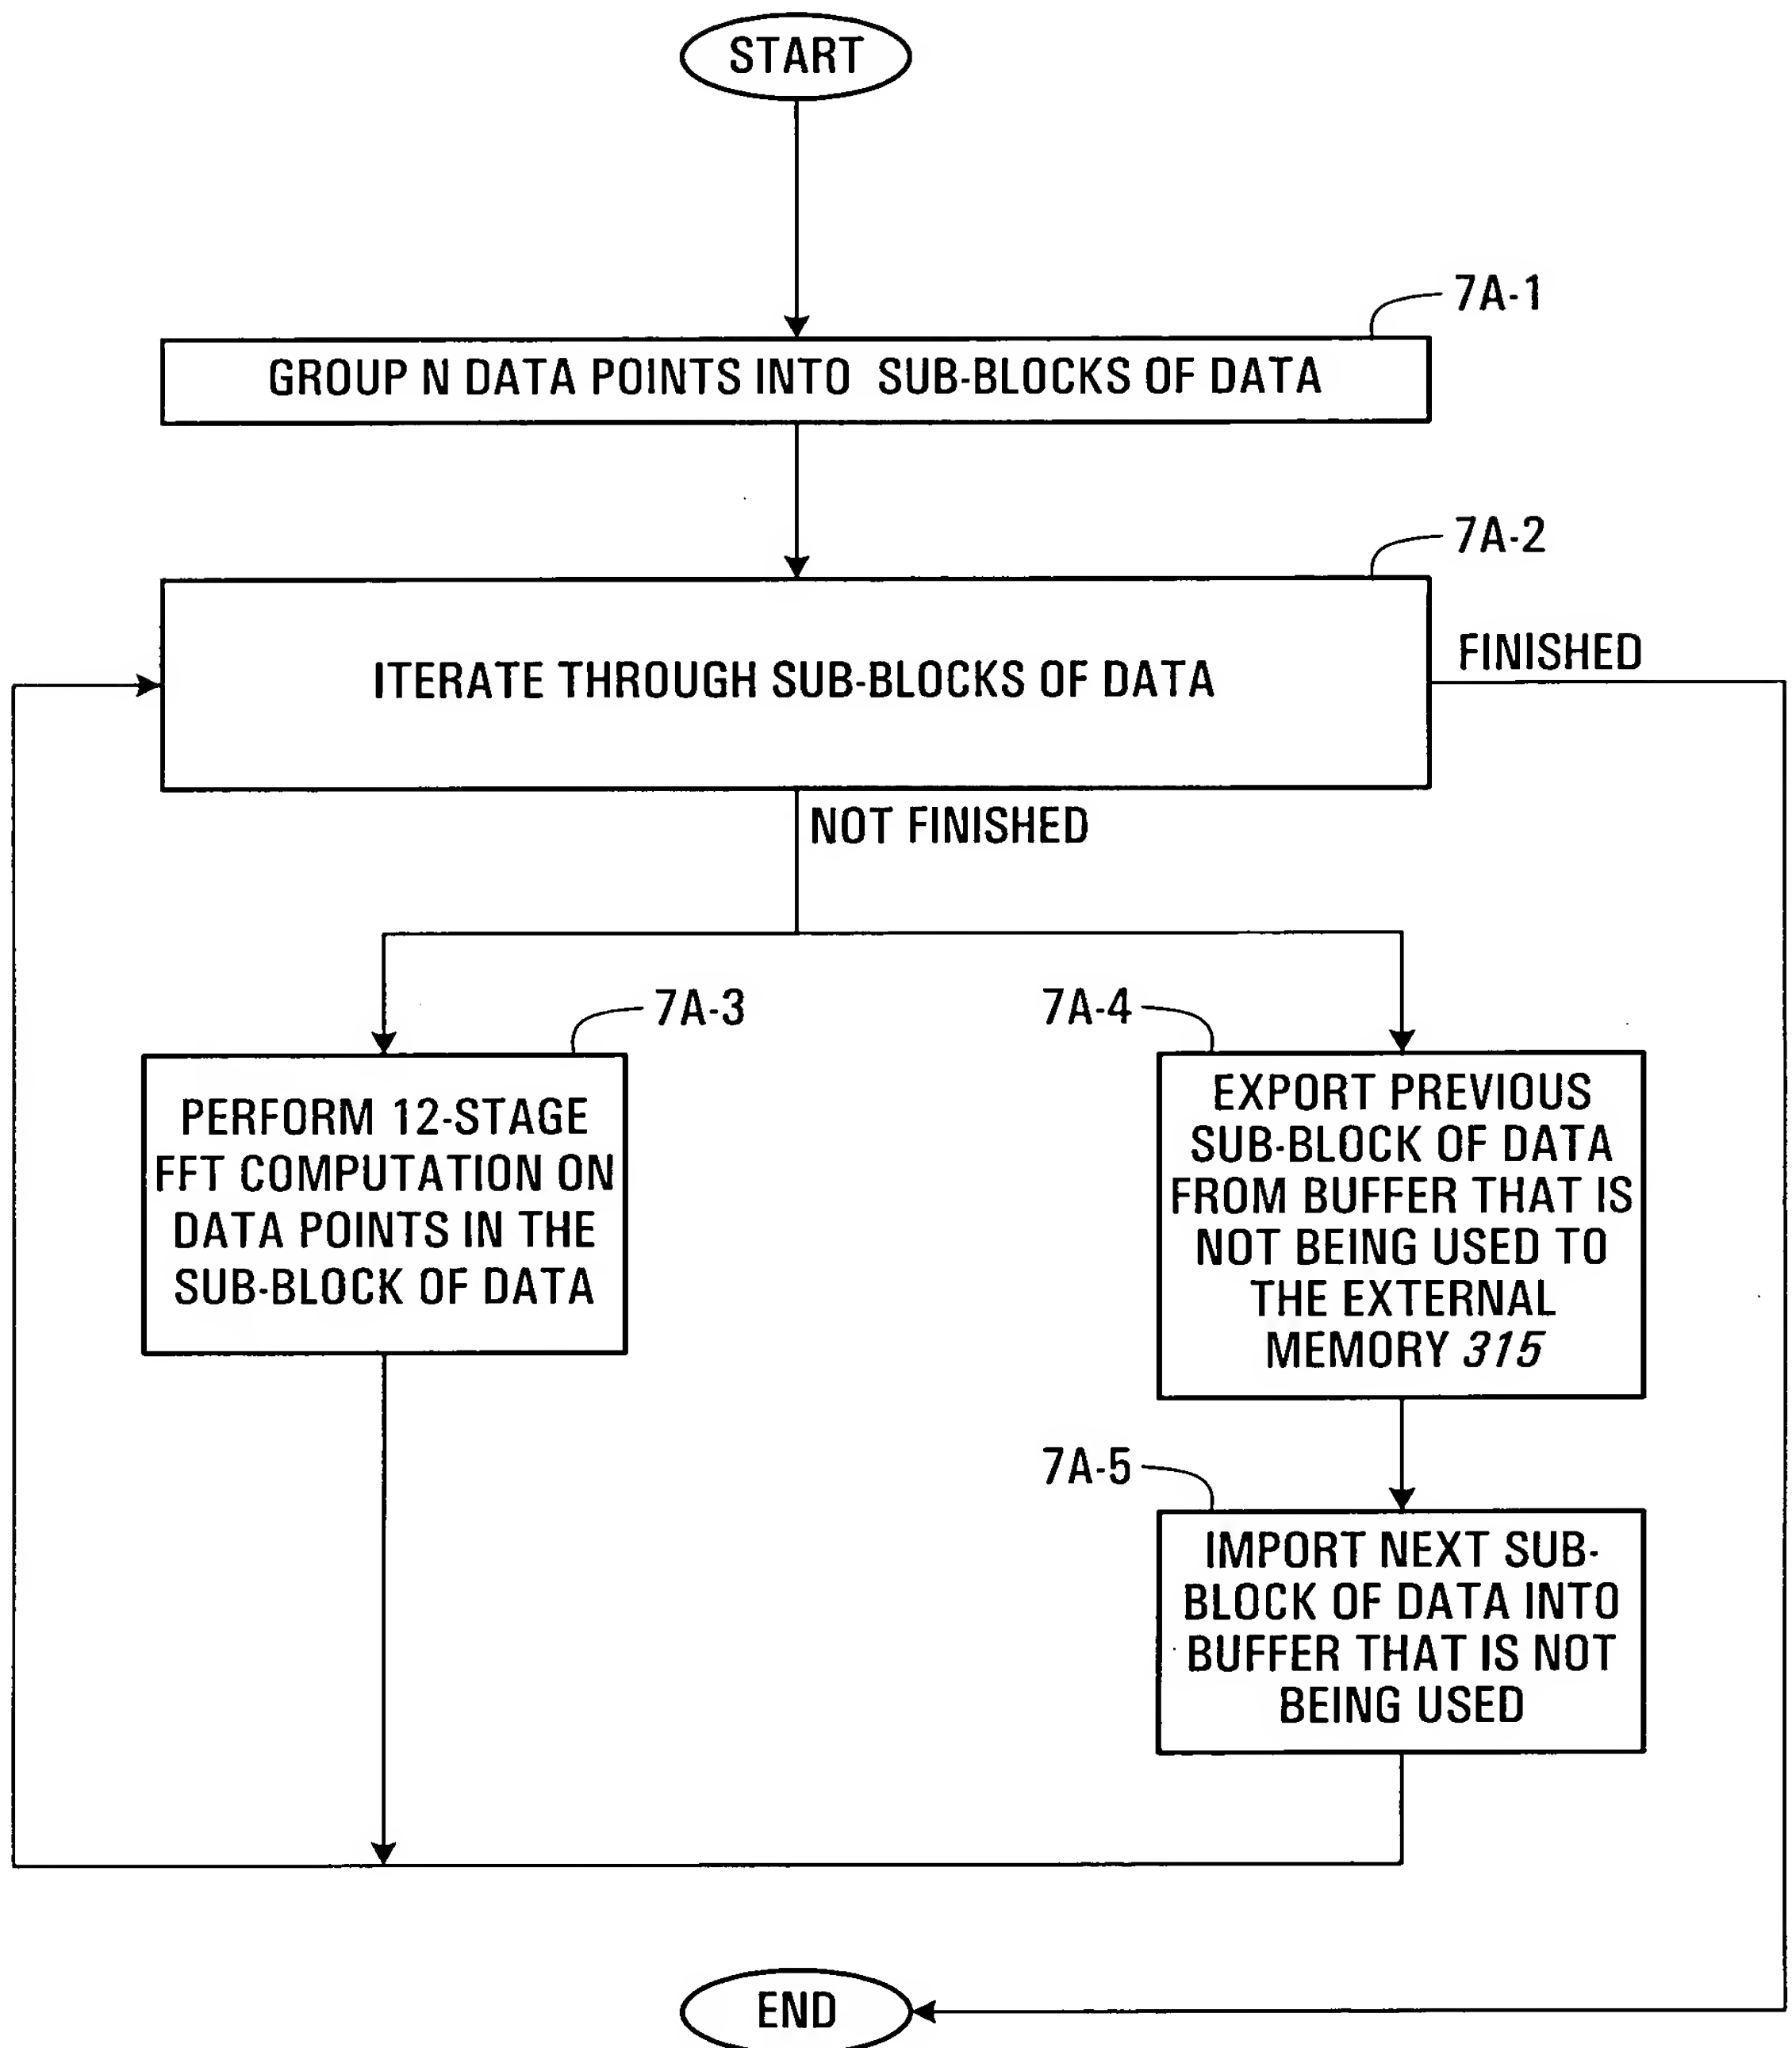 START
7A-1
GROUP N DATA POINTS INTO SUB-BLOCKS OF DATA
7A-2
ITERATE THROUGH SUB-BLOCKS OF DATA
FINISHED
NOT FINISHED
7A-3
PERFORM 12-STAGE
FFT COMPUTATION ON
DATA POINTS IN THE
SUB-BLOCK OF DATA
7A-4
EXPORT PREVIOUS
SUB-BLOCK OF DATA
FROM BUFFER THAT IS
NOT BEING USED TO
THE EXTERNAL
MEMORY 315
7A-5
IMPORT NEXT SUB-
BLOCK OF DATA INTO
BUFFER THAT IS NOT
BEING USED
END